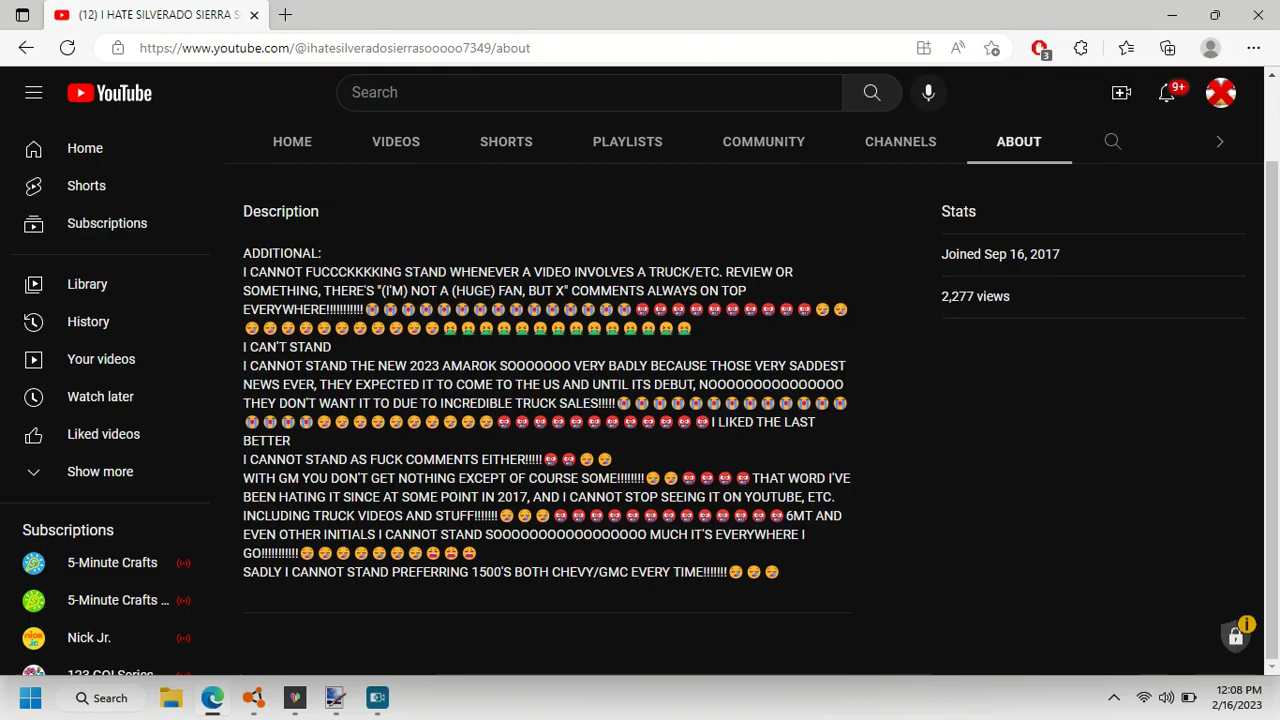 (12) I HATE SILVERADO SIERRA S
https://www.youtube.com/@ihatesilveradosierrasooooo7349/about
3
YouTube
Search
9+
HOME VIDEOS SHORTS PLAYLISTS COMMUNITY CHANNELS ABOUT
Home
Shorts
Subscriptions
Library
History
Your videos
Watch later
Liked videos
Show more
Subscriptions
5-Minute Crafts
5-Minute Crafts ...
Nick Jr.
123 GO! Series
Description
ADDITIONAL:
I CANNOT FUCCCKKKKING STAND WHENEVER A VIDEO INVOLVES A TRUCK/ETC. REVIEW OR
SOMETHING, THERE'S "(I'M) NOT A (HUGE) FAN, BUT X" COMMENTS ALWAYS ON TOP
EVERYWHERE!!!!!!!!!!!😭😭😭😭😭😭😭😭😭😭😭😭😭😭😭🤬🤬🤬🤬🤬🤬🤬🤬🤬🤬😪😪
😪😪😪😪😪😪😪😪😪😪😪🤮🤮🤮🤮🤮🤮🤮🤮🤮🤮🤮🤮🤮🤮
I CAN'T STAND
I CANNOT STAND THE NEW 2023 AMAROK SOOOOOOO VERY BADLY BECAUSE THOSE VERY SADDEST
NEWS EVER, THEY EXPECTED IT TO COME TO THE US AND UNTIL ITS DEBUT, NOOOOOOOOOOOOOOO
THEY DON'T WANT IT TO DUE TO INCREDIBLE TRUCK SALES!!!!!😭😭😭😭😭😭😭😭😭😭😭😭😭
😭😭😭😭😪😪😪😪😪😪😪😪😪😪🤬🤬🤬🤬🤬🤬🤬🤬🤬🤬🤬🤬I LIKED THE LAST
BETTER
I CANNOT STAND AS FUCK COMMENTS EITHER!!!!!🤬🤬😪😪
WITH GM YOU DON'T GET NOTHING EXCEPT OF COURSE SOME!!!!!!!!😪😪🤬🤬🤬🤬THAT WORD I'VE
BEEN HATING IT SINCE AT SOME POINT IN 2017, AND I CANNOT STOP SEEING IT ON YOUTUBE, ETC.
INCLUDING TRUCK VIDEOS AND STUFF!!!!!!!😪😪😪🤬🤬🤬🤬🤬🤬🤬🤬🤬🤬🤬🤬🤬6MT AND
EVEN OTHER INITIALS I CANNOT STAND SOOOOOOOOOOOOOOOO MUCH IT'S EVERYWHERE I
GO!!!!!!!!!!!😪😪😪😪😪😪😪😩😩😩
SADLY I CANNOT STAND PREFERRING 1500'S BOTH CHEVY/GMC EVERY TIME!!!!!!!😪😪😪
Stats
Joined Sep 16, 2017
2,277 views
Search
12:08 PM
2/16/2023